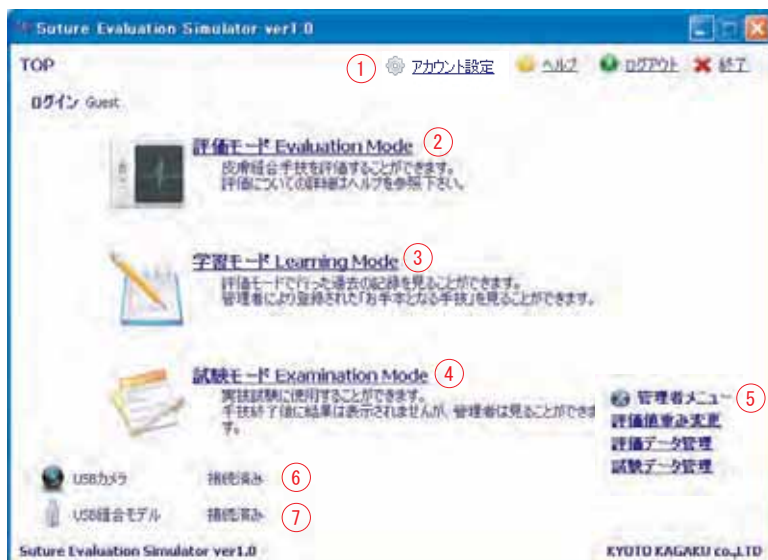 Suture Evaluation Simulator ver1.0
TOP
① アカウント設定 ヘルプ ログアウト 終了
ログイン Guest
評価モード Evaluation Mode ②
皮膚縫合手技を評価することができます。
評価についての詳細はヘルプを参照下さい。
学習モード Learning Mode ③
評価モードで行った過去の記録を見ることができます。
管理者により登録された「お手本となる手技」を見ることができます。
試験モード Examination Mode ④
実技試験に使用することができます。
手技終了後に結果は表示されませんが、管理者は見ることができま
す。
管理者メニュー ⑤
評価値重み変更
評価データ管理
試験データ管理
USBカメラ 接続済み ⑥
USB縫合モデル 接続済み ⑦
Suture Evaluation Simulator ver1.0
KYOTO KAGAKU co.,LTD